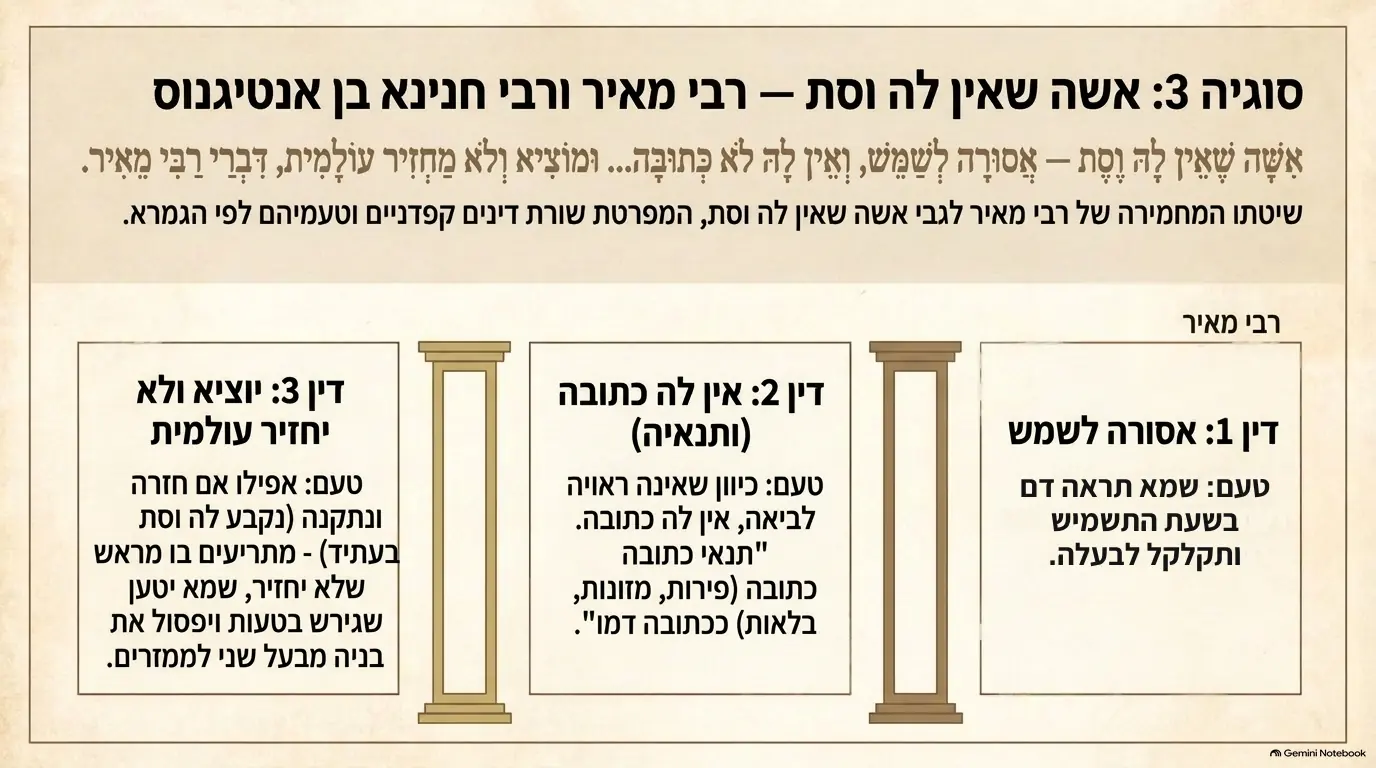 סוגיה 3: אשה שאין לה וסת – רבי מאיר ורבי חנינא בן אנטיגנוס
אִשָּׁה שֶׁאֵין לָהּ וֶסֶת – אֲסוּרָה לְשַׁמֵּשׁ, וְאֵין לָהּ לֹא כְּתוּבָּה... וּמוֹצִיא וְלֹא מַחְזִיר עוֹלָמִית, דִּבְרֵי רַבִּי מֵאִיר.
שיטתו המחמירה של רבי מאיר לגבי אשה שאין לה וסת, המפרטת שורת דינים קפדניים וטעמיהם לפי הגמרא.
רבי מאיר
דין 1: אסורה לשמש
טעם: שמא תראה דם
בשעת התשמיש
ותקלקל לבעלה.
דין 2: אין לה כתובה
(ותנאיה)
טעם: כיוון שאינה ראויה
לביאה, אין לה כתובה.
"תנאי כתובה
כתובה (פירות, מזונות,
בלאות) ככתובה דמו".
דין 3: יוציא ולא
יחזיר עולמית
טעם: אפילו אם חזרה
ונתקנה (נקבע לה וסת
בעתיד) - מתריעים בו מראש
שלא יחזיר, שמא יטען
שגירש בטעות ויפסול את
בניה מבעל שני לממזרים.
Gemini Notebook